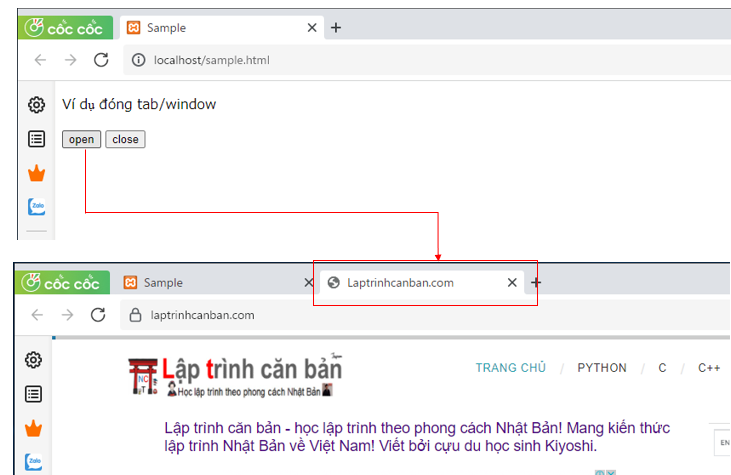 cốc cốc
Sample
localhost/sample.html
Ví dụ đóng tab/window
open close
Zalo
cốc cốc
Sample
Laptrinhcanban.com
laptrinhcanban.com
Lập trình căn bản
Học lập trình theo phong cách Nhật Bản
TRANG CHỦ / PYTHON / C / C++
Lập trình căn bản - học lập trình theo phong cách Nhật Bản! Mang kiến thức
lập trình Nhật Bản về Việt Nam! Viết bởi cựu du học sinh Kiyoshi.
EN
Zalo